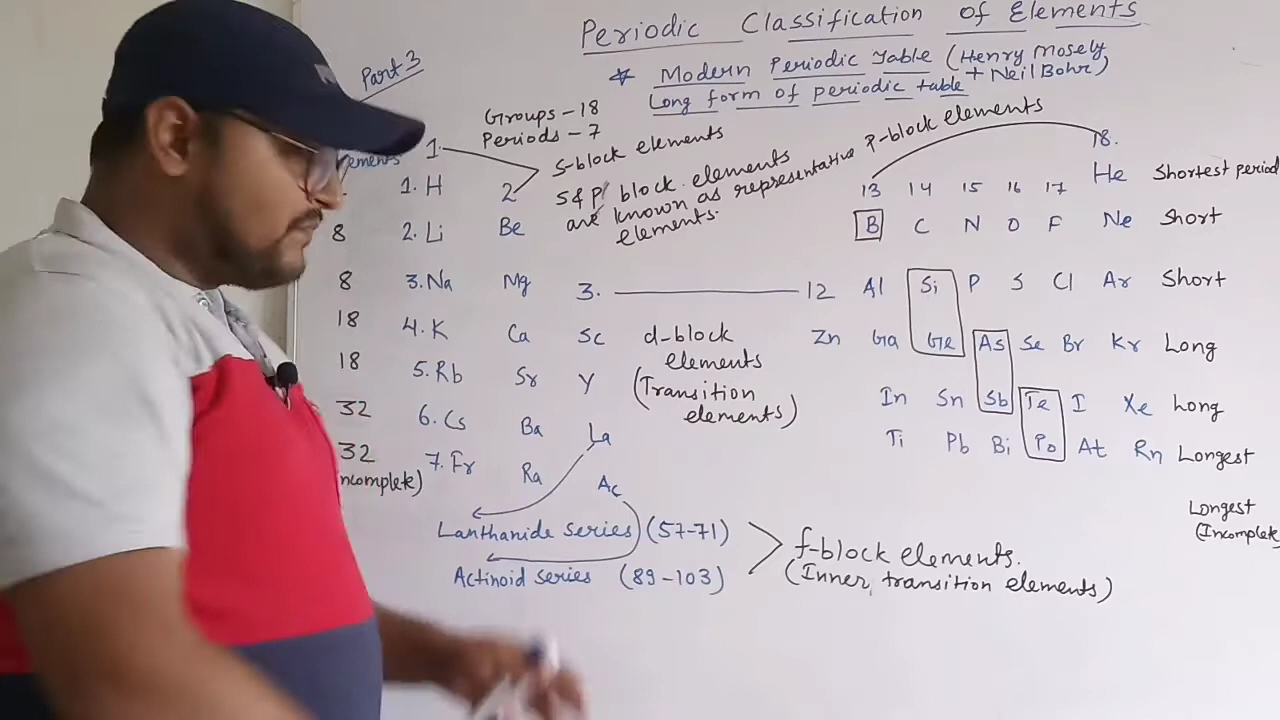 Periodic Classification of Elements
Part 3
* Modern Periodic Table (Henry Mosely
+ Neil Bohr)
Long form of periodic table
Groups - 18
Periods - 7
1 S-block elements P-block elements 18.
1. H 2 S & P block elements 13 14 15 16 17 He Shortest period
are known as representative
elements.
8 2. Li Be B C N O F Ne Short
8 3. Na Mg 3. 12 Al Si P S Cl Ar Short
18 4. K Ca Sc d-block Zn Ga Ge As Se Br Kr Long
elements
18 5. Rb Sr Y (Transition In Sn Sb Te I Xe Long
elements)
32 6. Cs Ba La Ti Pb Bi Po At Rn Longest
32 7. Fr Ra Ac Longest
ncomplete) (Incomplete
Lanthanide series (57-71) f-block elements.
Actinoid series (89-103) (Inner transition elements)